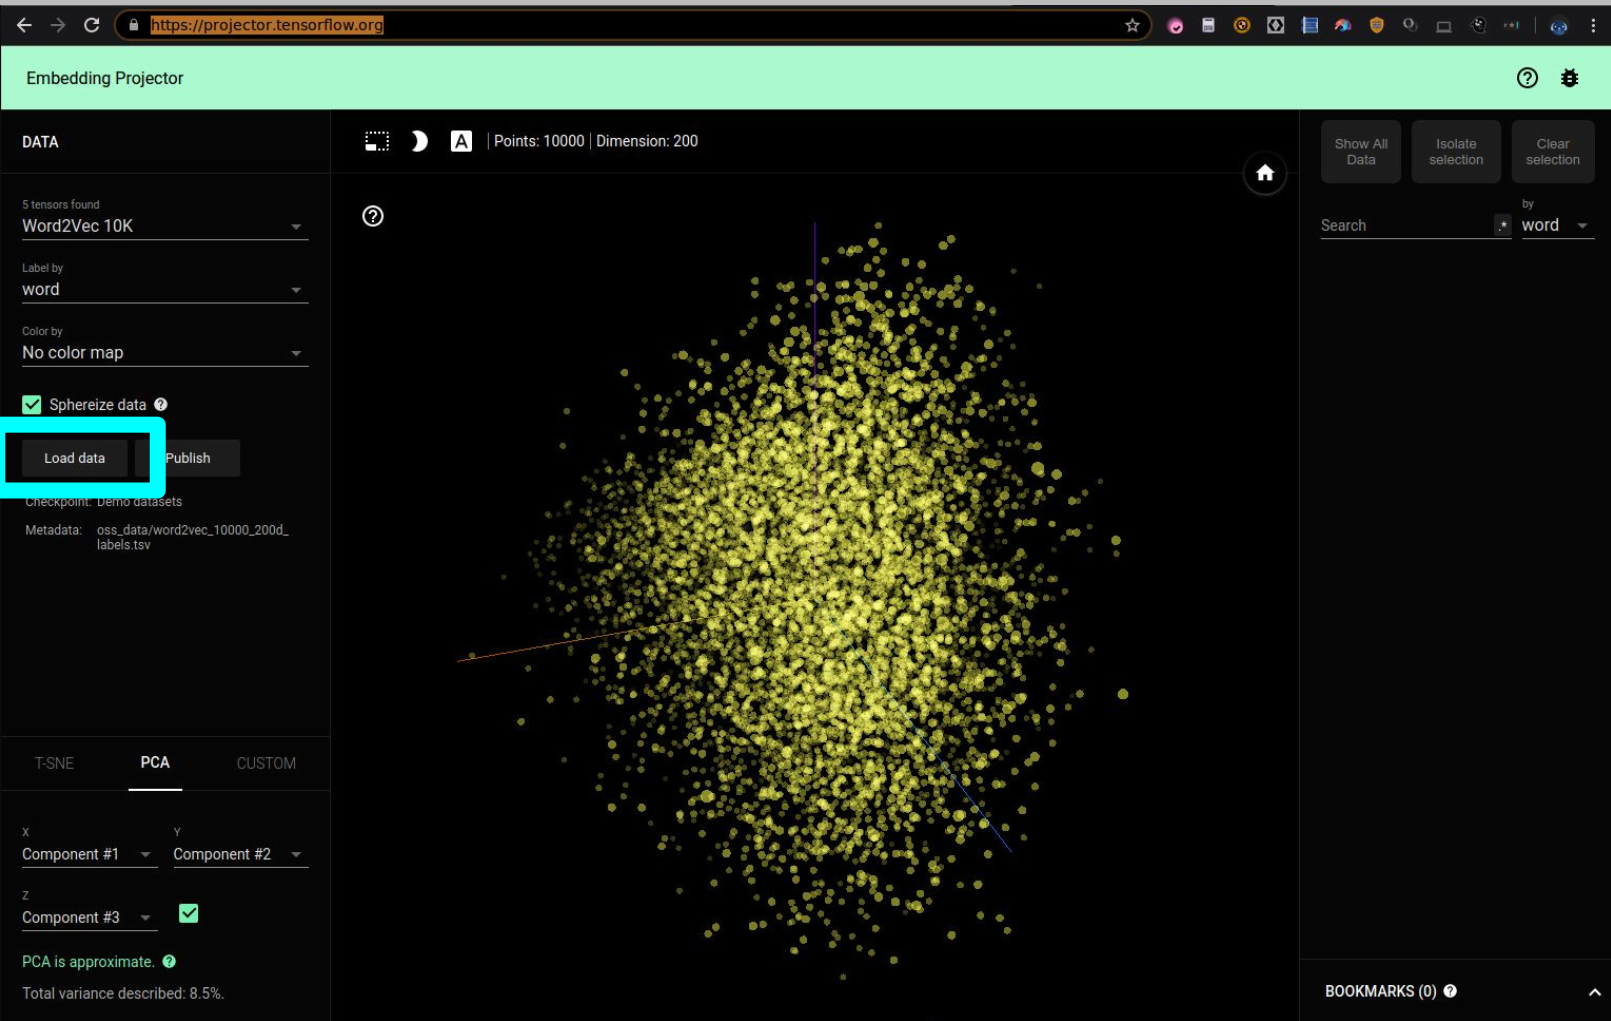 https://projector.tensorflow.org
Embedding Projector
DATA
Points: 10000 | Dimension: 200
5 tensors found
Word2Vec 10K
Label by
word
Color by
No color map
Sphereize data
Load data
Publish
Checkpoint: Demo datasets
Metadata: oss_data/word2vec_10000_200d_
labels.tsv
T-SNE
PCA
CUSTOM
X
Y
Component #1
Component #2
Z
Component #3
PCA is approximate.
Total variance described: 8.5%.
Show All
Data
Isolate
selection
Clear
selection
by
Search
.*
word
BOOKMARKS (0)